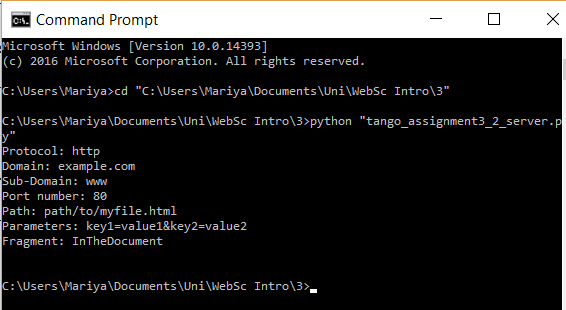 Command Prompt
Microsoft Windows [Version 10.0.14393]
(c) 2016 Microsoft Corporation. All rights reserved.
C:\Users\Mariya>cd "C:\Users\Mariya\Documents\Uni\WebSc Intro\3"
C:\Users\Mariya\Documents\Uni\WebSc Intro\3>python "tango_assignment3_2_server.p
y"
Protocol: http
Domain: example.com
Sub-Domain: www
Port number: 80
Path: path/to/myfile.html
Parameters: key1=value1&key2=value2
Fragment: InTheDocument
C:\Users\Mariya\Documents\Uni\WebSc Intro\3>